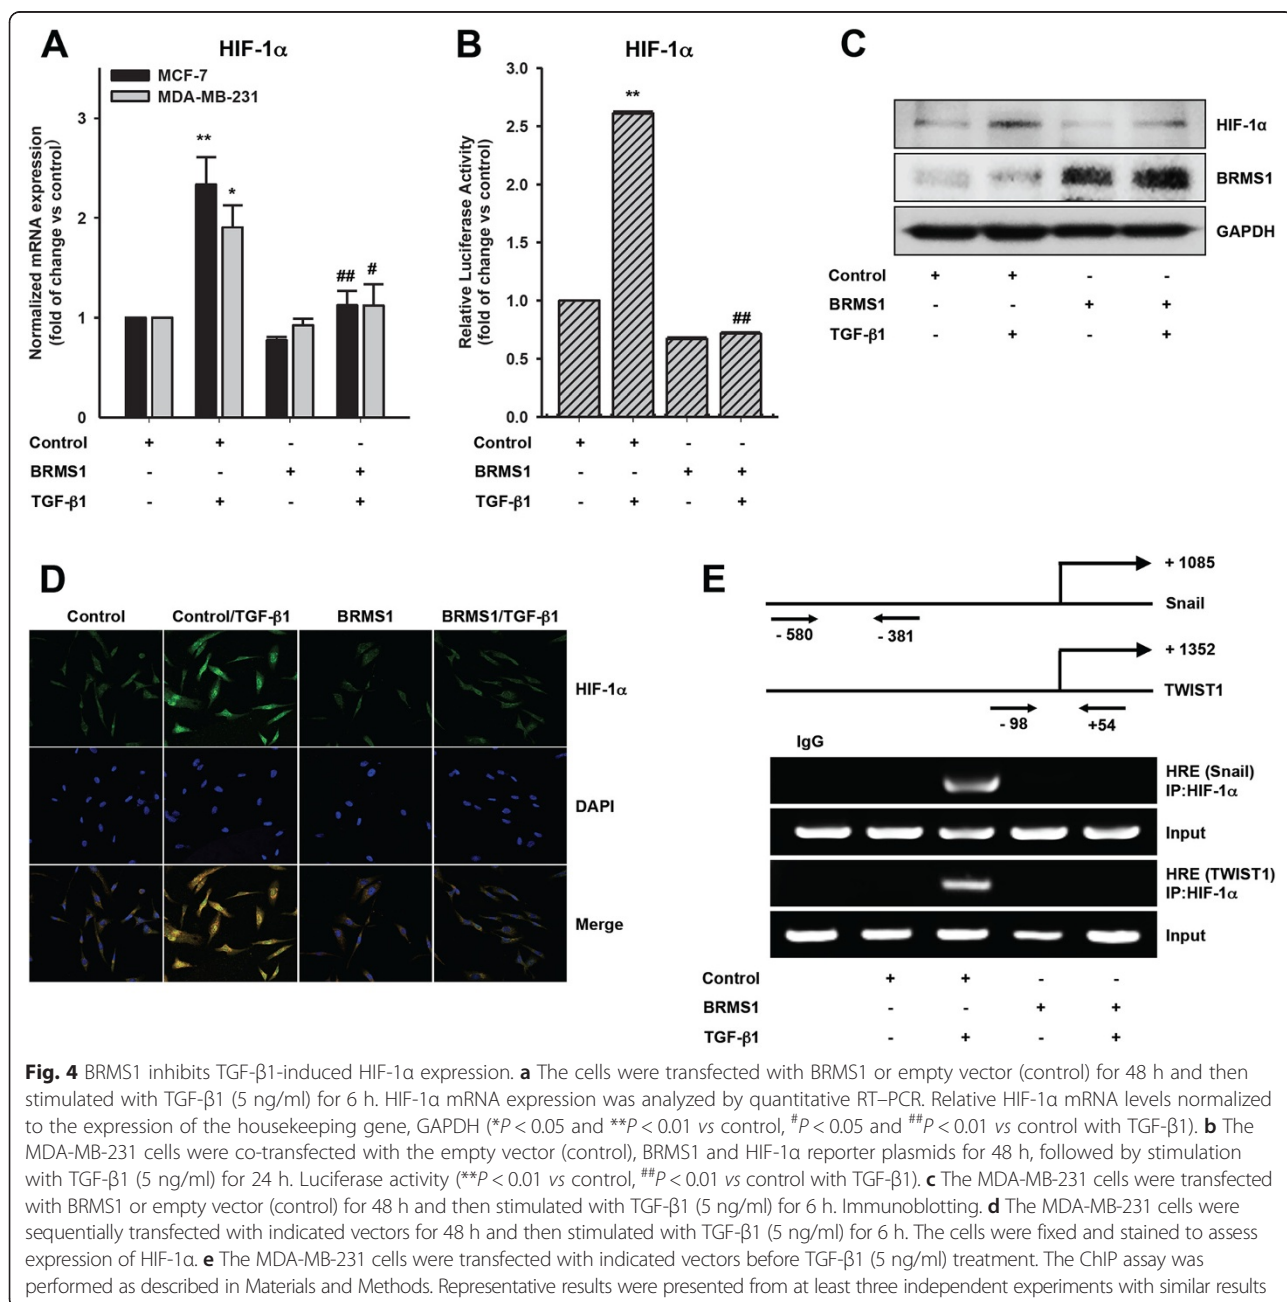 A
HIF-1α
MCF-7
MDA-MB-231
Normalized mRNA expression
(fold of change vs control)
3
2
1
0
**
*
##
#
Control + + - -
BRMS1 - - + +
TGF-β1 - + - +
B
HIF-1α
Relative Luciferase Activity
(fold of change vs control)
3.0
2.5
2.0
1.5
1.0
0.5
0.0
**
##
Control + + - -
BRMS1 - - + +
TGF-β1 - + - +
C
HIF-1α
BRMS1
GAPDH
Control + + - -
BRMS1 - - + +
TGF-β1 - + - +
D
Control Control/TGF-β1 BRMS1 BRMS1/TGF-β1
HIF-1α
DAPI
Merge
E
+ 1085
Snail
- 580 - 381
+ 1352
TWIST1
- 98 +54
IgG
HRE (Snail)
IP:HIF-1α
Input
HRE (TWIST1)
IP:HIF-1α
Input
Control + + - -
BRMS1 - - + +
TGF-β1 - + - +
Fig. 4 BRMS1 inhibits TGF-β1-induced HIF-1α expression. a The cells were transfected with BRMS1 or empty vector (control) for 48 h and then
stimulated with TGF-β1 (5 ng/ml) for 6 h. HIF-1α mRNA expression was analyzed by quantitative RT–PCR. Relative HIF-1α mRNA levels normalized
to the expression of the housekeeping gene, GAPDH (*P < 0.05 and **P < 0.01 vs control, #P < 0.05 and ##P < 0.01 vs control with TGF-β1). b The
MDA-MB-231 cells were co-transfected with the empty vector (control), BRMS1 and HIF-1α reporter plasmids for 48 h, followed by stimulation
with TGF-β1 (5 ng/ml) for 24 h. Luciferase activity (**P < 0.01 vs control, ##P < 0.01 vs control with TGF-β1). c The MDA-MB-231 cells were transfected
with BRMS1 or empty vector (control) for 48 h and then stimulated with TGF-β1 (5 ng/ml) for 6 h. Immunoblotting. d The MDA-MB-231 cells were
sequentially transfected with indicated vectors for 48 h and then stimulated with TGF-β1 (5 ng/ml) for 6 h. The cells were fixed and stained to assess
expression of HIF-1α. e The MDA-MB-231 cells were transfected with indicated vectors before TGF-β1 (5 ng/ml) treatment. The ChIP assay was
performed as described in Materials and Methods. Representative results were presented from at least three independent experiments with similar results